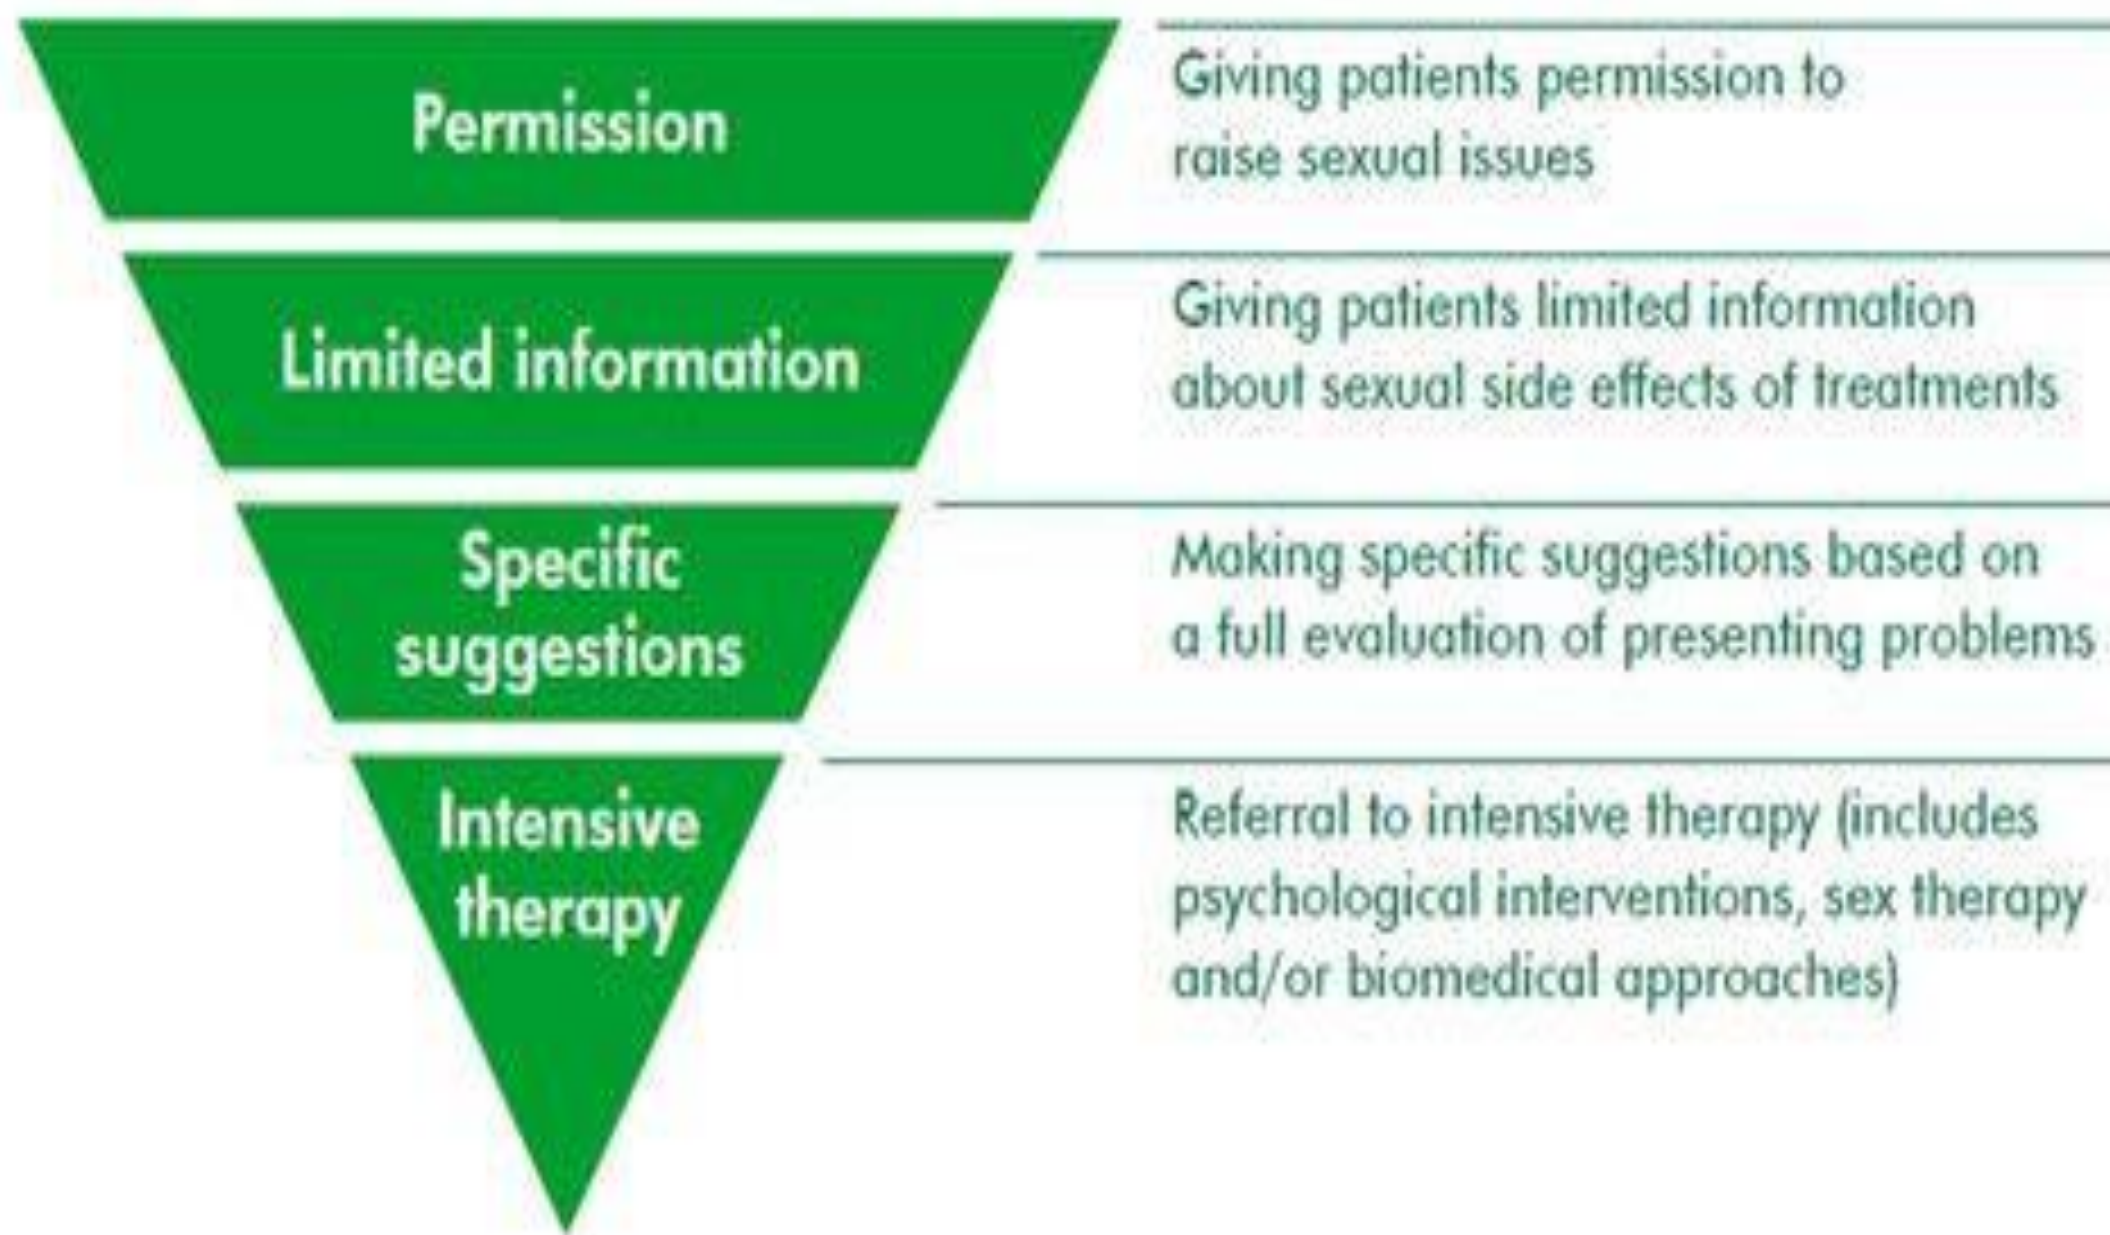 Permission
Giving patients permission to
raise sexual issues
Limited information
Giving patients limited information
about sexual side effects of treatments
Specific
suggestions
Making specific suggestions based on
a full evaluation of presenting problems
Intensive
therapy
Referral to intensive therapy (includes
psychological interventions, sex therapy
and/or biomedical approaches)